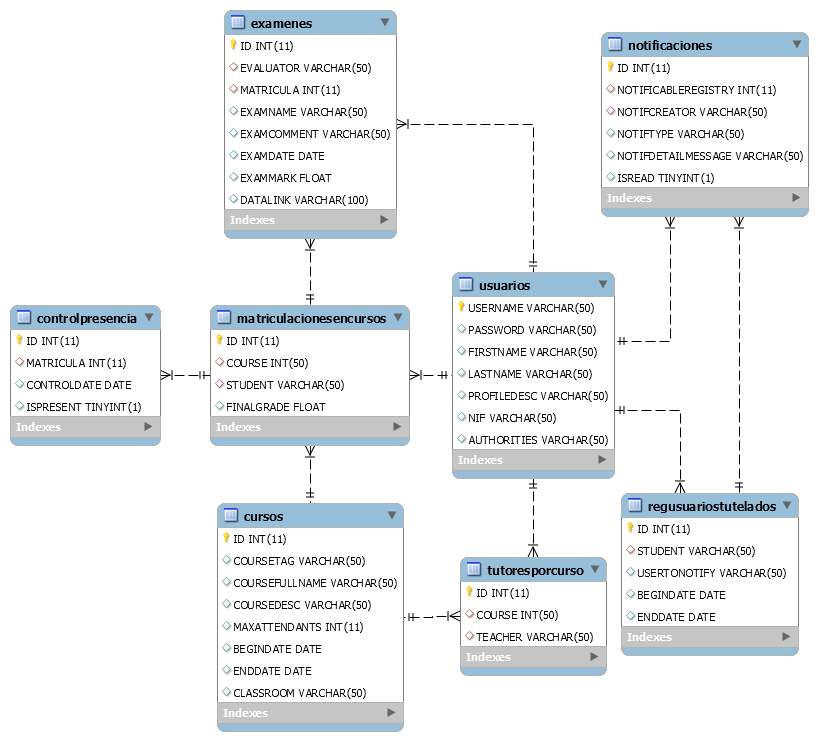 examenes
ID INT(11)
EVALUATOR VARCHAR(50)
MATRICULA INT(11)
EXAMNAME VARCHAR(50)
EXAMCOMMENT VARCHAR(50)
EXAMDATE DATE
EXAMMARK FLOAT
DATALINK VARCHAR(100)
Indexes
notificaciones
ID INT(11)
NOTIFICABLEREGISTRY INT(11)
NOTIFCREATOR VARCHAR(50)
NOTIFTYPE VARCHAR(50)
NOTIFDETAILMESSAGE VARCHAR(50)
ISREAD TINYINT(1)
Indexes
controlpresencia
ID INT(11)
MATRICULA INT(11)
CONTROLDATE DATE
ISPRESENT TINYINT(1)
Indexes
matriculacionesencursos
ID INT(11)
COURSE INT(50)
STUDENT VARCHAR(50)
FINALGRADE FLOAT
Indexes
usuarios
USERNAME VARCHAR(50)
PASSWORD VARCHAR(50)
FIRSTNAME VARCHAR(50)
LASTNAME VARCHAR(50)
PROFILEDESC VARCHAR(50)
NIF VARCHAR(50)
AUTHORITIES VARCHAR(50)
Indexes
cursos
ID INT(11)
COURSETAG VARCHAR(50)
COURSEFULLNAME VARCHAR(50)
COURSEDESC VARCHAR(50)
MAXATTENDANTS INT(11)
BEGINDATE DATE
ENDDATE DATE
CLASSROOM VARCHAR(50)
Indexes
tutoresporcurso
ID INT(11)
COURSE INT(50)
TEACHER VARCHAR(50)
Indexes
regusuariostutelados
ID INT(11)
STUDENT VARCHAR(50)
USERTONOTIFY VARCHAR(50)
BEGINDATE DATE
ENDDATE DATE
Indexes